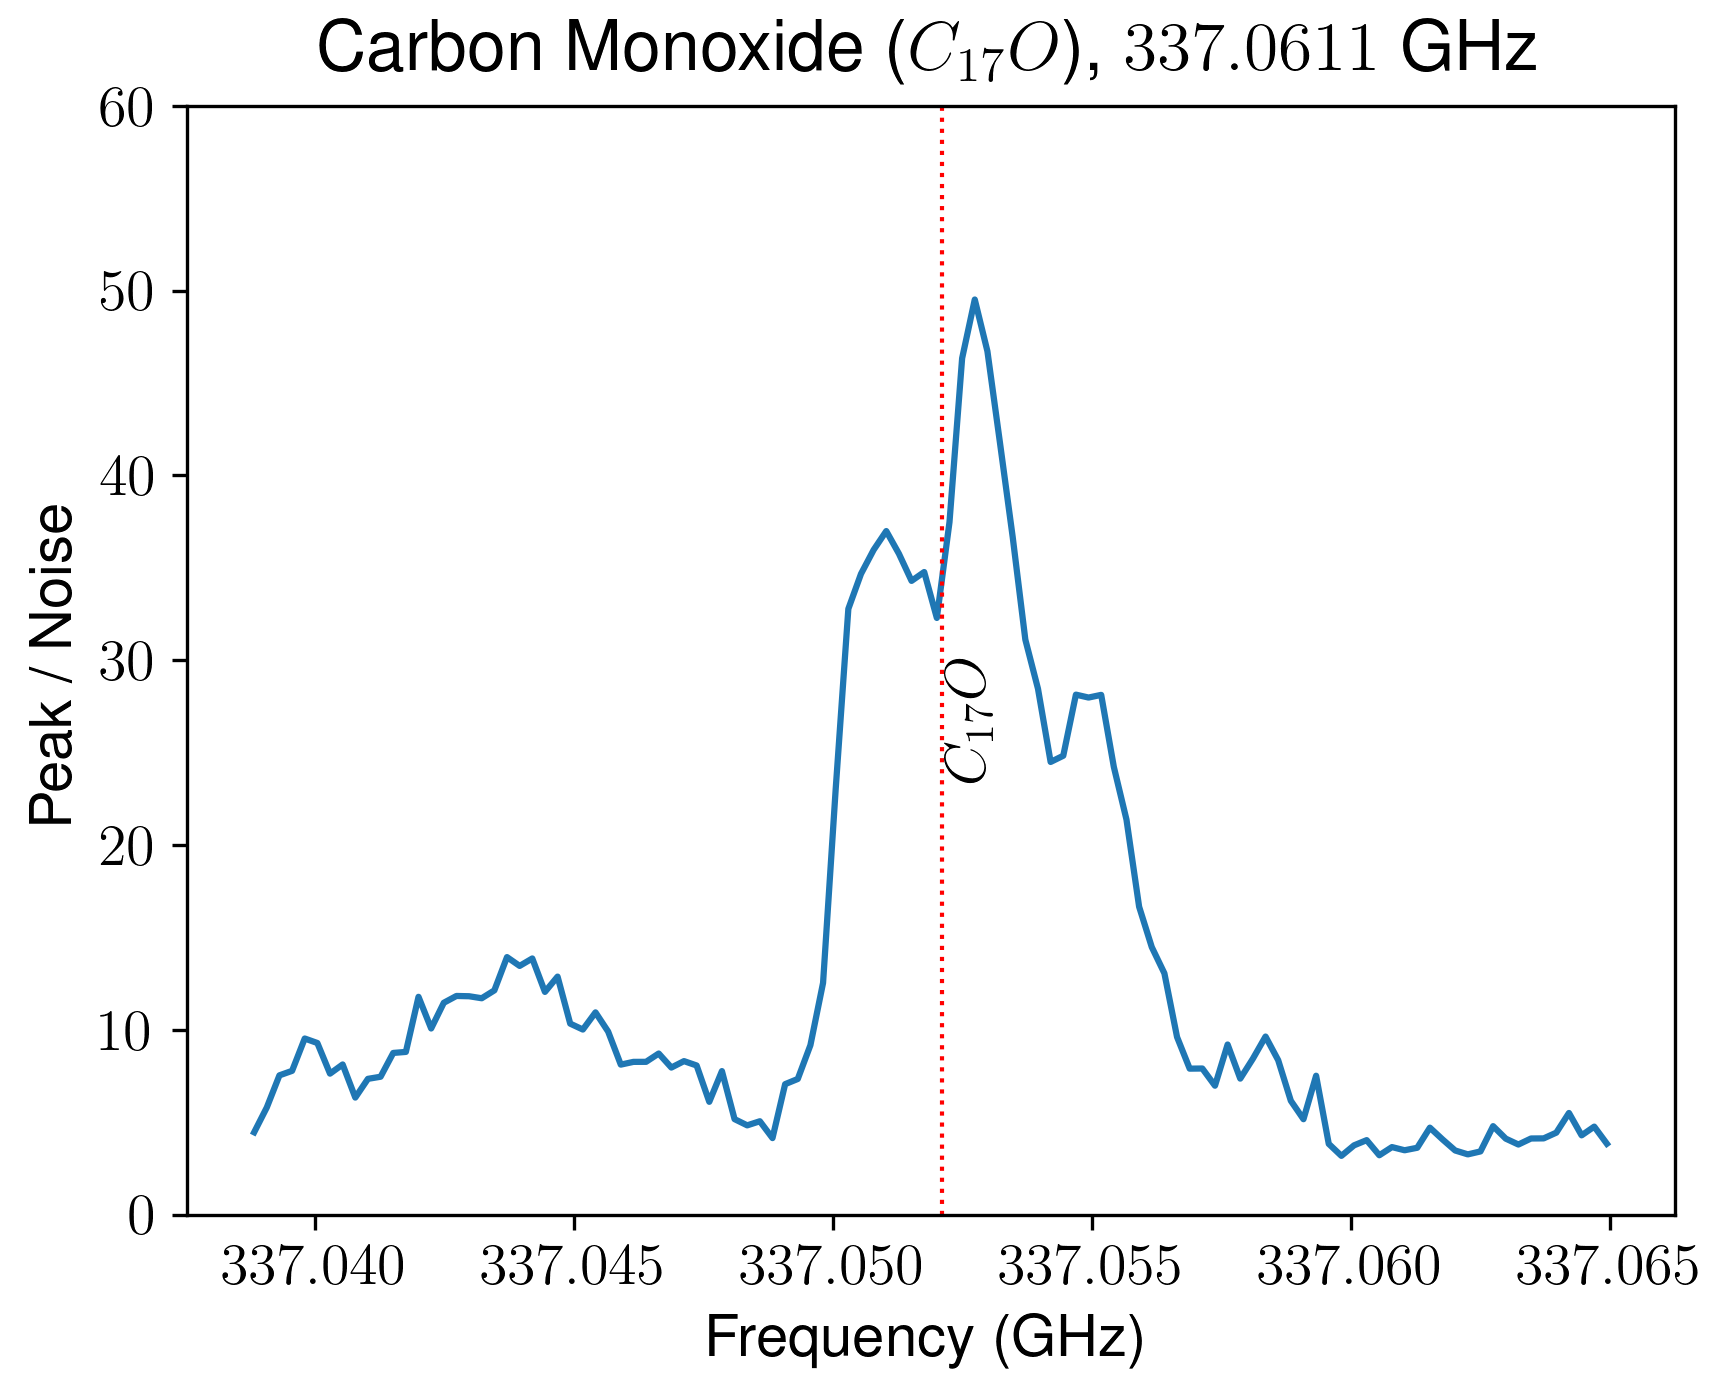 Carbon Monoxide (C₁₇O), 337.0611 GHz
60
50
40
30
20
10
0
Peak / Noise
C₁₇O
337.040 337.045 337.050 337.055 337.060 337.065
Frequency (GHz)